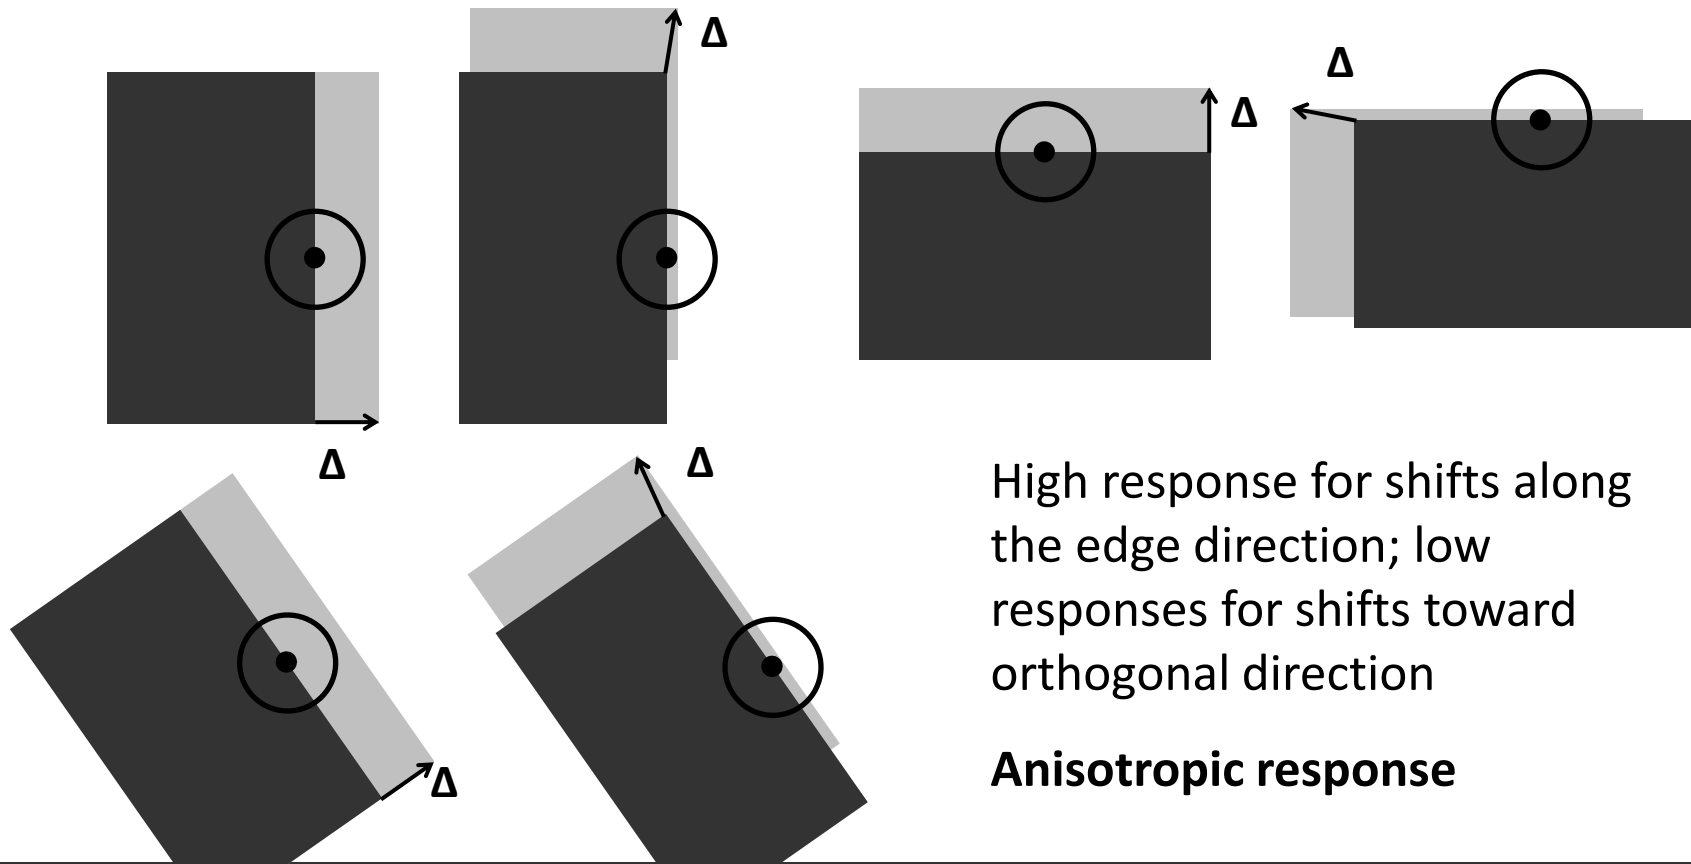 Δ
Δ
Δ
Δ
Δ
Δ
High response for shifts along
the edge direction; low
responses for shifts toward
orthogonal direction
Anisotropic response